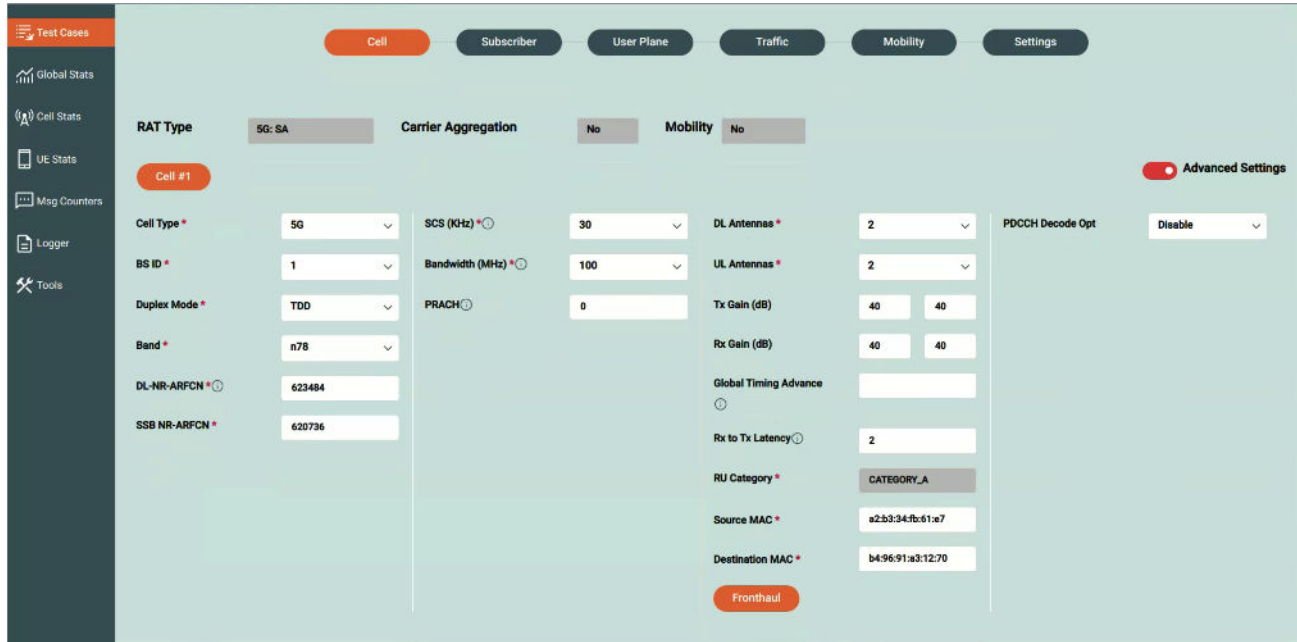 Test Cases
Global Stats
Cell Stats
UE Stats
Msg Counters
Logger
Tools
Cell Subscriber User Plane Traffic Mobility Settings
RAT Type 5G: SA Carrier Aggregation No Mobility No
Cell #1 Advanced Settings
Cell Type * 5G SCS (KHz) * 30 DL Antennas * 2 PDCCH Decode Opt Disable
BS ID * 1 Bandwidth (MHz) * 100 UL Antennas * 2
Duplex Mode * TDD PRACH 0 Tx Gain (dB) 40 40
Band * n78 Rx Gain (dB) 40 40
DL-NR-ARFCN * 623484 Global Timing Advance
SSB NR-ARFCN * 620736
Rx to Tx Latency 2
RU Category * CATEGORY_A
Source MAC * a2:b3:34:fb:61:e7
Destination MAC * b4:96:91:a3:12:70
Fronthaul